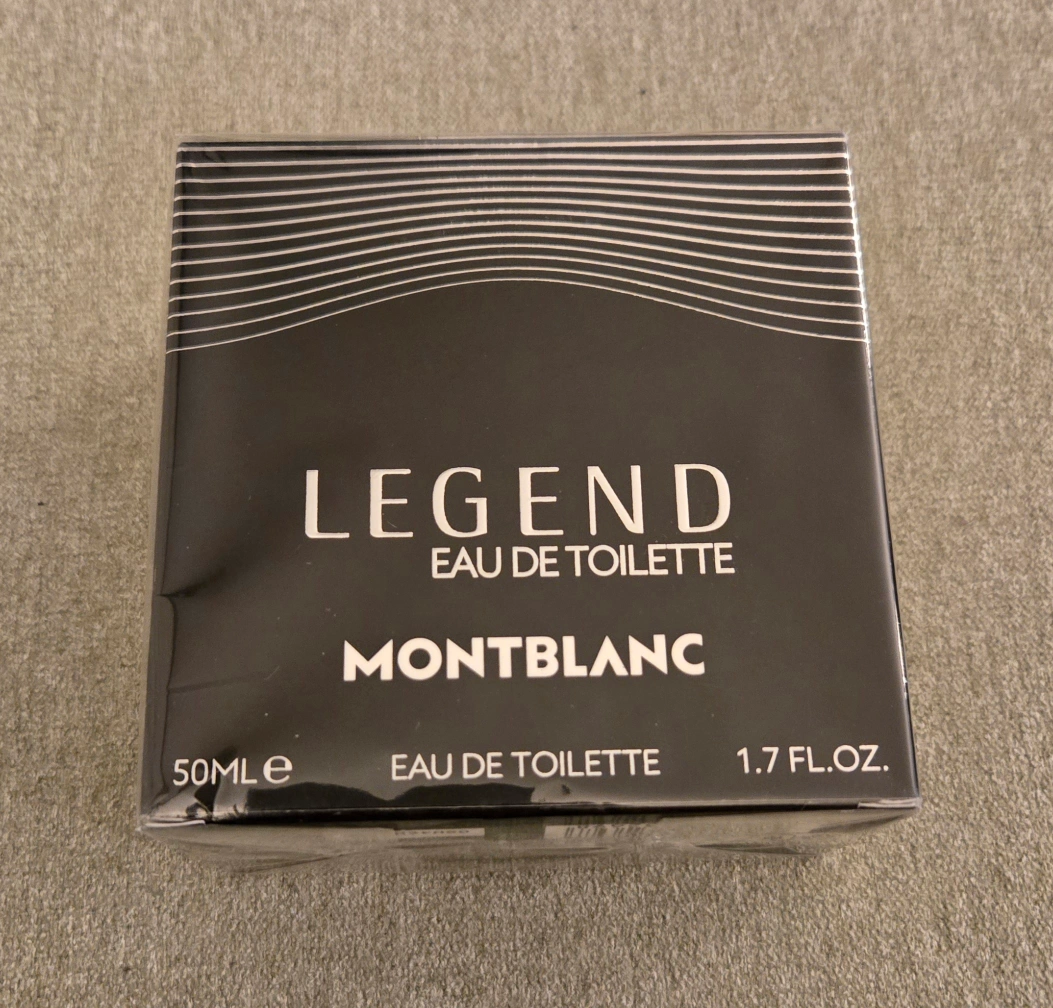 LEGEND
EAU DE TOILETTE
MONTBLANC
50ML℮ EAU DE TOILETTE 1.7 FL.OZ.